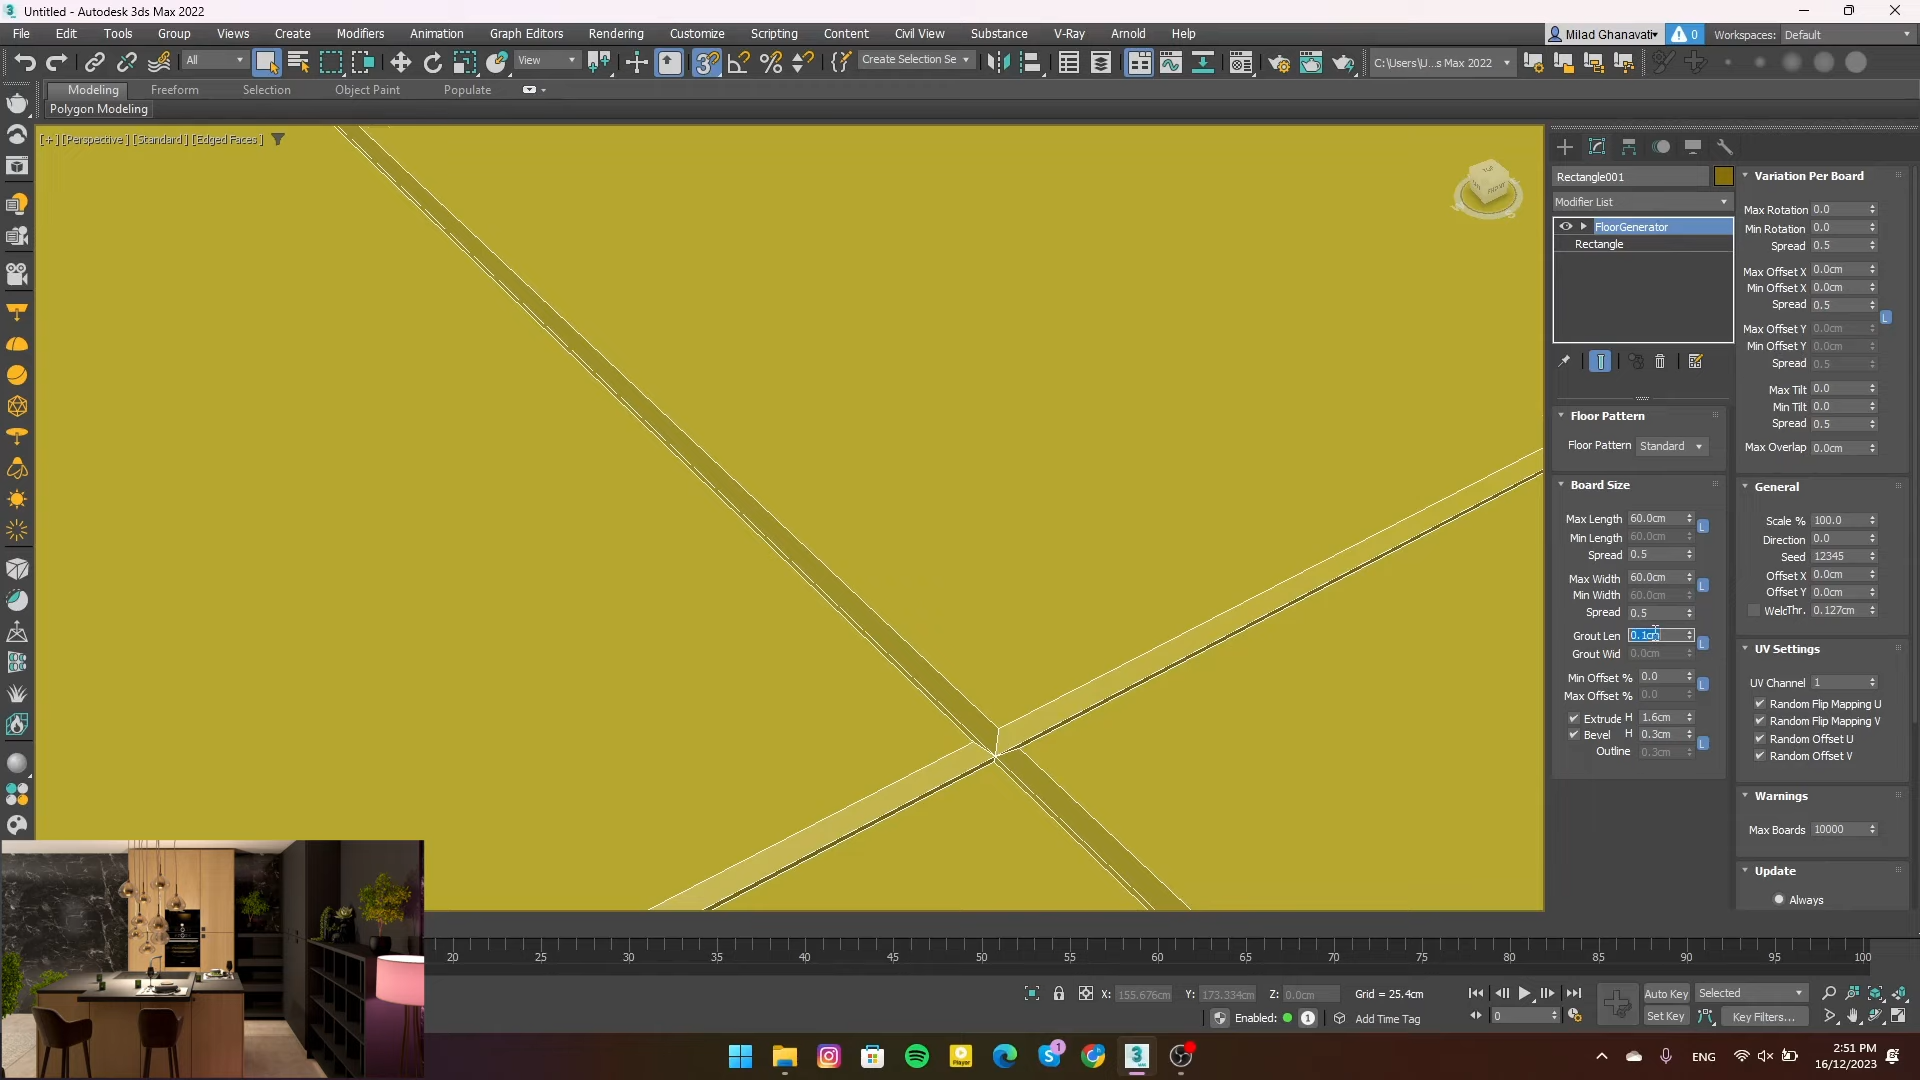 Untitled - Autodesk 3ds Max 2022
File Edit Tools Group Views Create Modifiers Animation Graph Editors Rendering Customize Scripting Content Civil View Substance V-Ray Arnold Help
Milad Ghanavati 0 Workspaces: Default
All View Create Selection Se C:\Users\U...s Max 2022
Modeling Freeform Selection Object Paint Populate
Polygon Modeling
[+] [Perspective] [Standard] [Edged Faces]
Rectangle001
Modifier List
FloorGenerator
Rectangle
Floor Pattern
Floor Pattern Standard
Board Size
Max Length 60.0cm L
Min Length 60.0cm
Spread 0.5
Max Width 60.0cm L
Min Width 60.0cm
Spread 0.5
Grout Len 0.1cm L
Grout Wid 0.0cm
Min Offset % 0.0 L
Max Offset % 0.0
Extrude H 1.6cm
Bevel H 0.3cm L
Outline 0.3cm
Variation Per Board
Max Rotation 0.0
Min Rotation 0.0
Spread 0.5
Max Offset X 0.0cm
Min Offset X 0.0cm
Spread 0.5 L
Max Offset Y 0.0cm
Min Offset Y 0.0cm
Spread 0.5
Max Tilt 0.0
Min Tilt 0.0
Spread 0.5
Max Overlap 0.0cm
General
Scale % 100.0
Direction 0.0
Seed 12345
Offset X 0.0cm
Offset Y 0.0cm
WeldThr. 0.127cm
UV Settings
UV Channel 1
Random Flip Mapping U
Random Flip Mapping V
Random Offset U
Random Offset V
Warnings
Max Boards 10000
Update
Always
20 25 30 35 40 45 50 55 60 65 70 75 80 85 90 95 100
X: 155.676cm Y: 173.334cm Z: 0.0cm Grid = 25.4cm
Enabled: 1 Add Time Tag
0
Auto Key Selected
Set Key Key Filters...
ENG
2:51 PM
16/12/2023